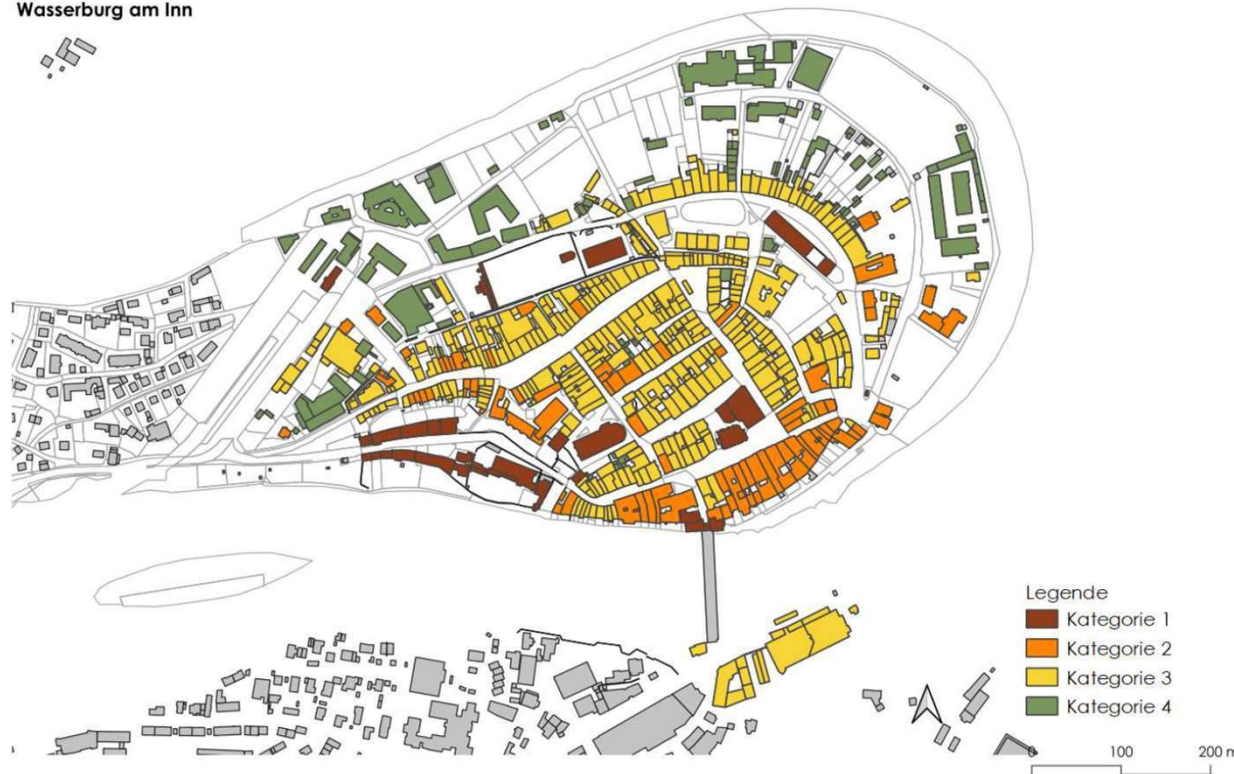 Wasserburg am Inn
Legende
Kategorie 1
Kategorie 2
Kategorie 3
Kategorie 4
0 100 200 m